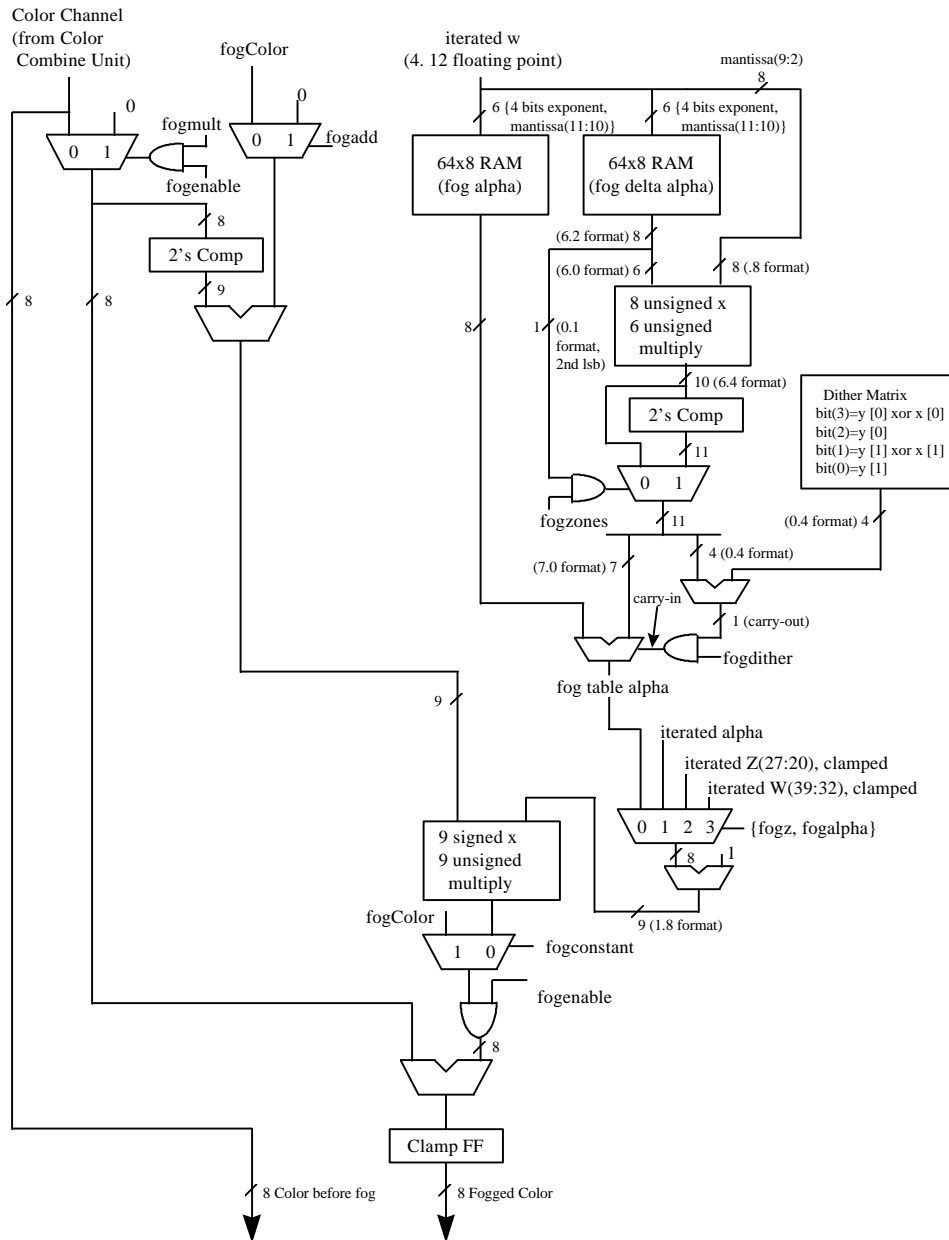 Color Channel
(from Color
Combine Unit)
fogColor
iterated w
(4. 12 floating point)
mantissa(9:2)
8
0
0
6 {4 bits exponent,
mantissa(11:10)}
6 {4 bits exponent,
mantissa(11:10)}
fogmult
0 1
0 1
fogadd
fogenable
64x8 RAM
(fog alpha)
64x8 RAM
(fog delta alpha)
8
(6.2 format) 8
2's Comp
(6.0 format) 6
8 (.8 format)
9
8
8
8
1
(0.1
format,
2nd lsb)
8 unsigned x
6 unsigned
multiply
10 (6.4 format)
2's Comp
Dither Matrix
bit(3)=y [0] xor x [0]
bit(2)=y [0]
bit(1)=y [1] xor x [1]
bit(0)=y [1]
11
0 1
fogzones
11
(0.4 format) 4
4 (0.4 format)
(7.0 format) 7
carry-in
1 (carry-out)
fogdither
fog table alpha
9
iterated alpha
iterated Z(27:20), clamped
iterated W(39:32), clamped
0 1 2 3
{fogz, fogalpha}
9 signed x
9 unsigned
multiply
8
1
fogColor
9 (1.8 format)
1 0
fogconstant
fogenable
8
Clamp FF
8 Color before fog
8 Fogged Color